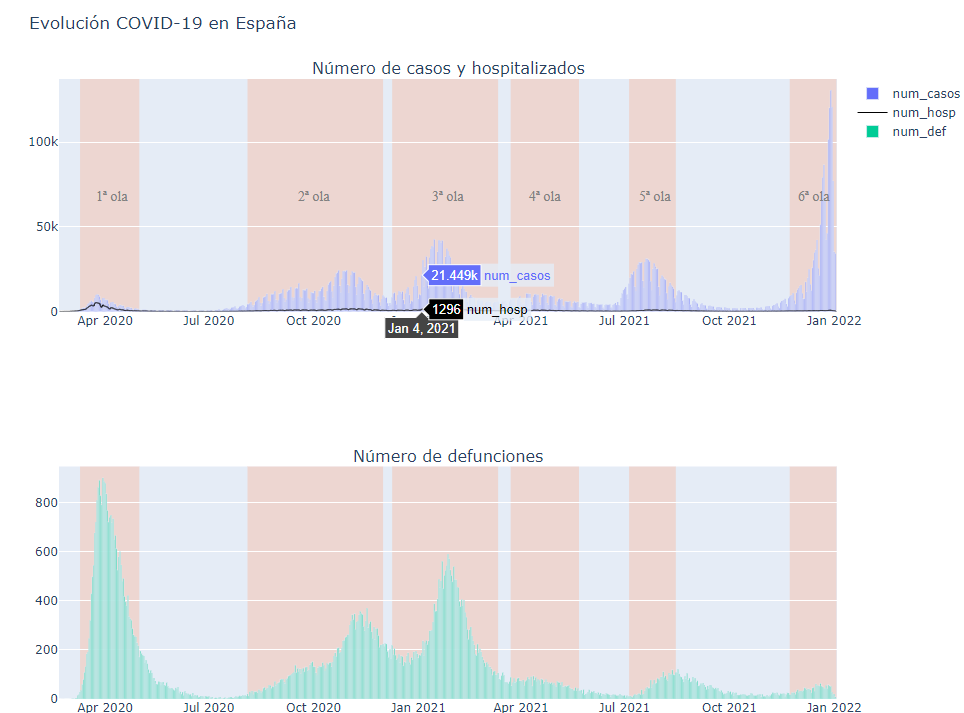 Evolución COVID-19 en España
Número de casos y hospitalizados
num_casos
num_hosp
num_def
100k
50k
0
1ª ola
2ª ola
3ª ola
4ª ola
5ª ola
6ª ola
21.449k num_casos
1296 num_hosp
Jan 4, 2021
Apr 2020
Jul 2020
Oct 2020
Apr 2021
Jul 2021
Oct 2021
Jan 2022
Número de defunciones
800
600
400
200
0
Apr 2020
Jul 2020
Oct 2020
Jan 2021
Apr 2021
Jul 2021
Oct 2021
Jan 2022